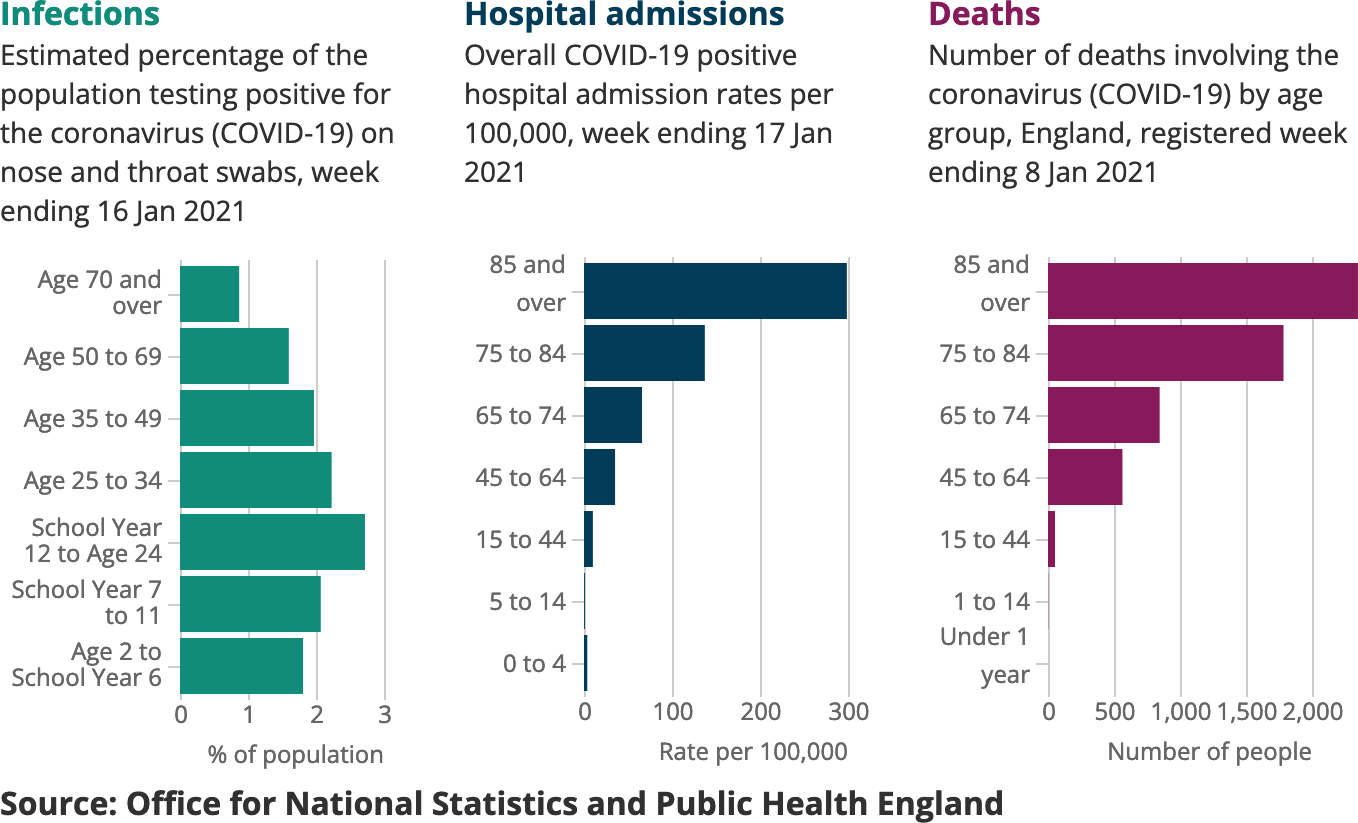 Infections
Estimated percentage of the
population testing positive for
the coronavirus (COVID-19) on
nose and throat swabs, week
ending 16 Jan 2021
Age 70 and
over
Age 50 to 69
Age 35 to 49
Age 25 to 34
School Year
12 to Age 24
School Year 7
to 11
Age 2 to
School Year 6
0 1 2 3
% of population
Hospital admissions
Overall COVID-19 positive
hospital admission rates per
100,000, week ending 17 Jan
2021
85 and
over
75 to 84
65 to 74
45 to 64
15 to 44
5 to 14
0 to 4
0 100 200 300
Rate per 100,000
Deaths
Number of deaths involving the
coronavirus (COVID-19) by age
group, England, registered week
ending 8 Jan 2021
85 and
over
75 to 84
65 to 74
45 to 64
15 to 44
1 to 14
Under 1
year
0 500 1,000 1,500 2,000
Number of people
Source: Office for National Statistics and Public Health England